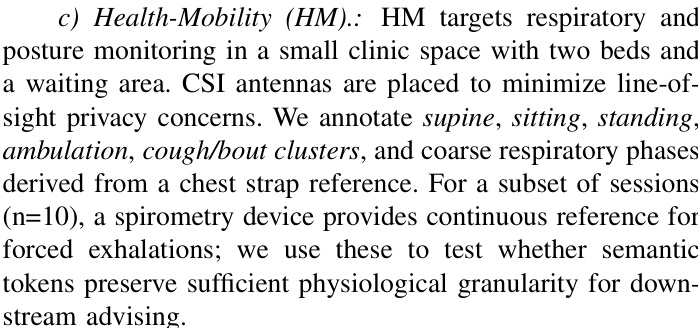 c) Health-Mobility (HM).: HM targets respiratory and
posture monitoring in a small clinic space with two beds and
a waiting area. CSI antennas are placed to minimize line-of-
sight privacy concerns. We annotate supine, sitting, standing,
ambulation, cough/bout clusters, and coarse respiratory phases
derived from a chest strap reference. For a subset of sessions
(n=10), a spirometry device provides continuous reference for
forced exhalations; we use these to test whether semantic
tokens preserve sufficient physiological granularity for down-
stream advising.